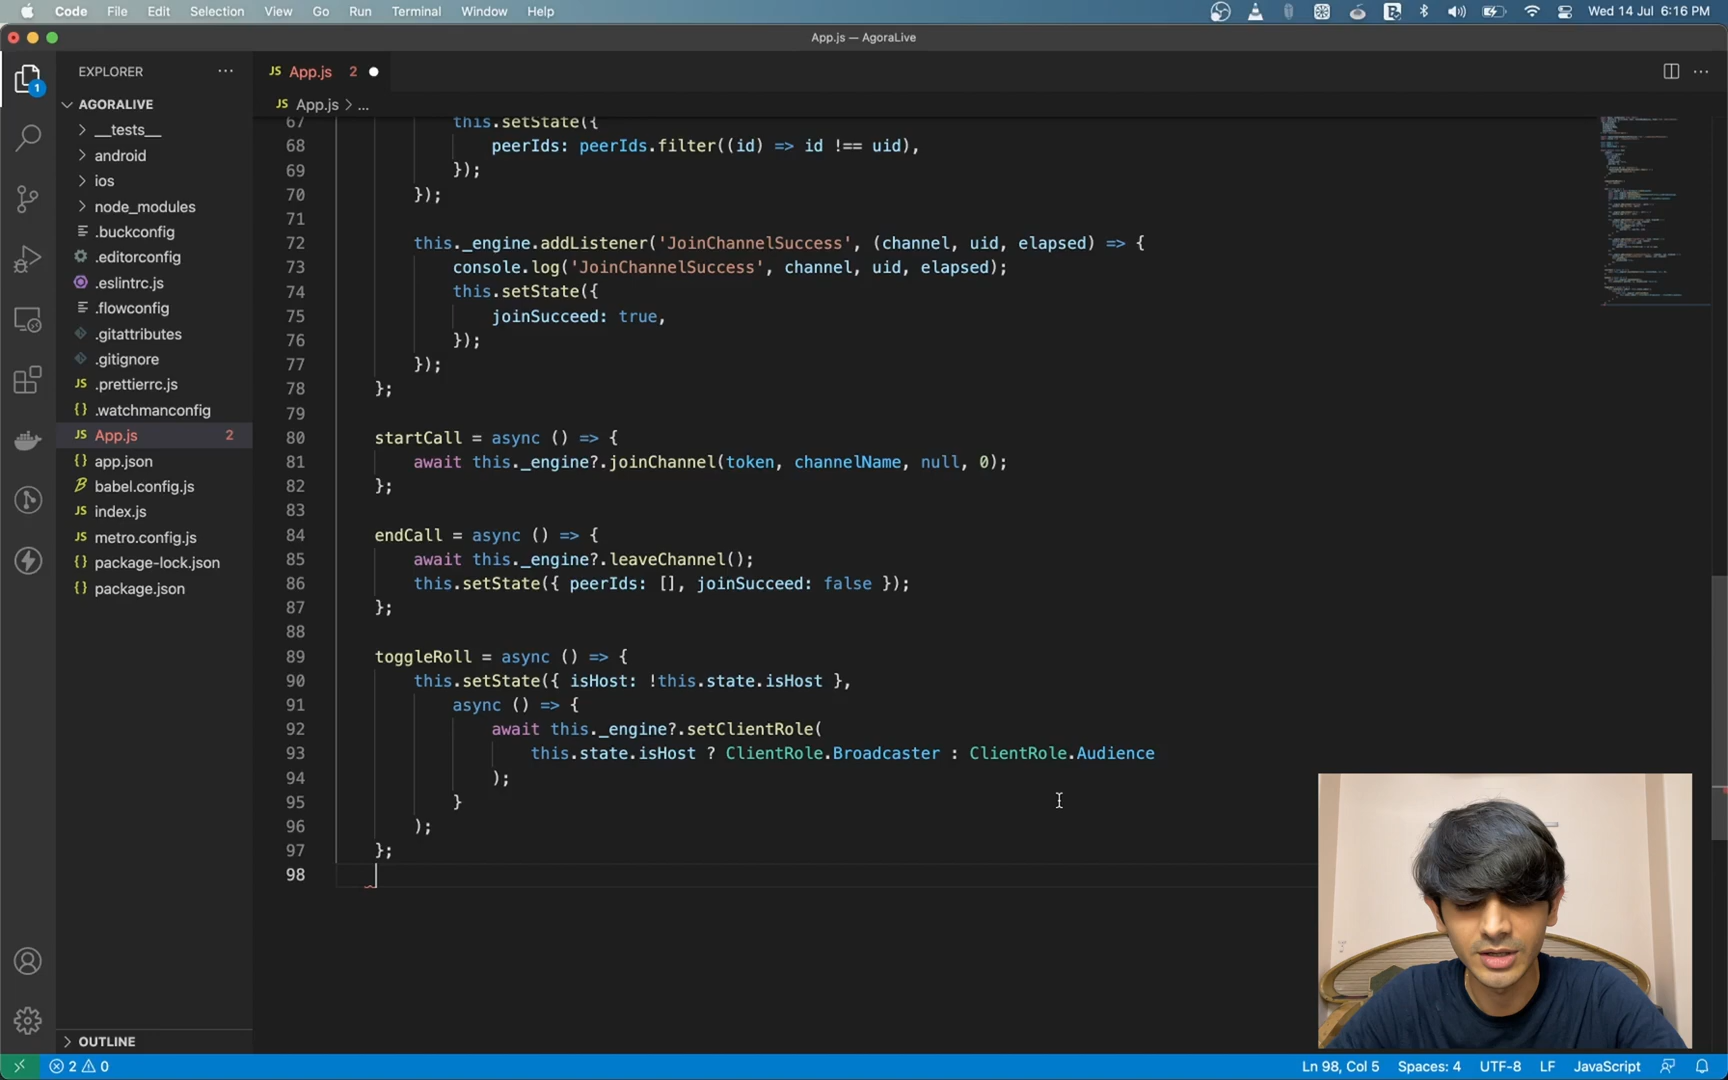 Code File Edit Selection View Go Run Terminal Window Help Wed 14 Jul 6:16 PM
App.js — AgoraLive
EXPLORER
App.js 2
AGORALIVE
App.js > ...
__tests__
android
ios
node_modules
.buckconfig
.editorconfig
.eslintrc.js
.flowconfig
.gitattributes
.gitignore
.prettierrc.js
.watchmanconfig
App.js 2
app.json
babel.config.js
index.js
metro.config.js
package-lock.json
package.json
OUTLINE
67 this.setState({
68 peerIds: peerIds.filter((id) => id !== uid),
69 });
70 });
71
72 this._engine.addListener('JoinChannelSuccess', (channel, uid, elapsed) => {
73 console.log('JoinChannelSuccess', channel, uid, elapsed);
74 this.setState({
75 joinSucceed: true,
76 });
77 });
78 };
79
80 startCall = async () => {
81 await this._engine?.joinChannel(token, channelName, null, 0);
82 };
83
84 endCall = async () => {
85 await this._engine?.leaveChannel();
86 this.setState({ peerIds: [], joinSucceed: false });
87 };
88
89 toggleRoll = async () => {
90 this.setState({ isHost: !this.state.isHost },
91 async () => {
92 await this._engine?.setClientRole(
93 this.state.isHost ? ClientRole.Broadcaster : ClientRole.Audience
94 );
95 }
96 );
97 };
98
1
2 0
Ln 98, Col 5 Spaces: 4 UTF-8 LF JavaScript